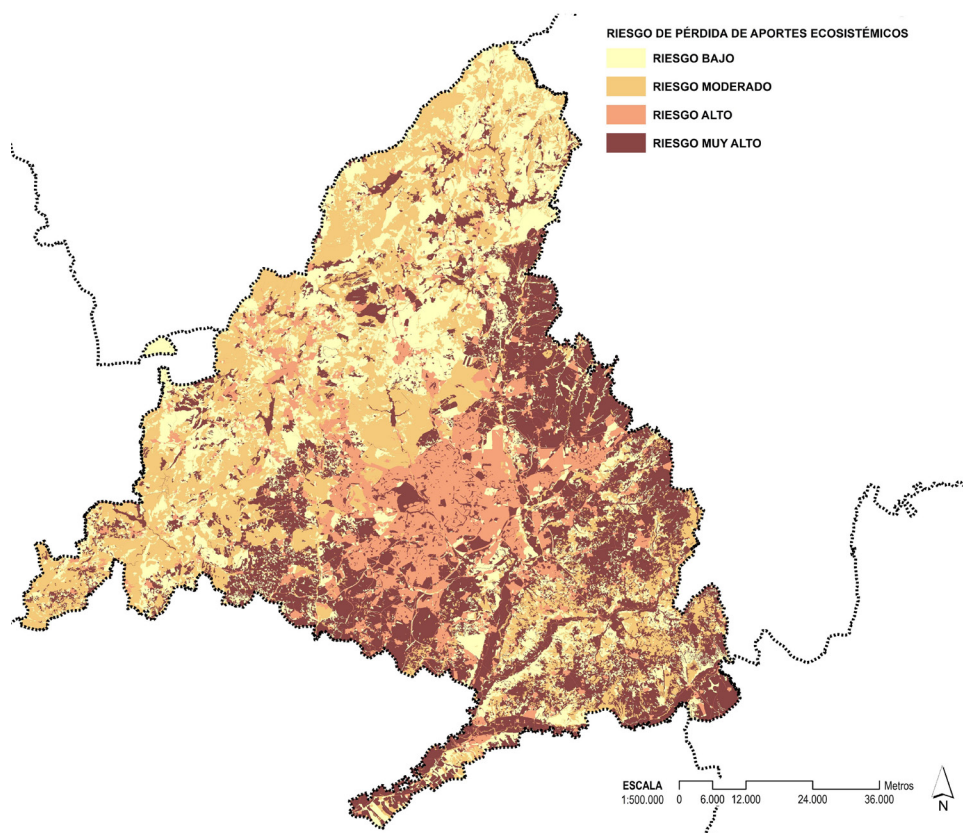 RIESGO DE PÉRDIDA DE APORTES ECOSISTÉMICOS
RIESGO BAJO
RIESGO MODERADO
RIESGO ALTO
RIESGO MUY ALTO
ESCALA
1:500.000
0 6.000 12.000 24.000 36.000
Metros
N